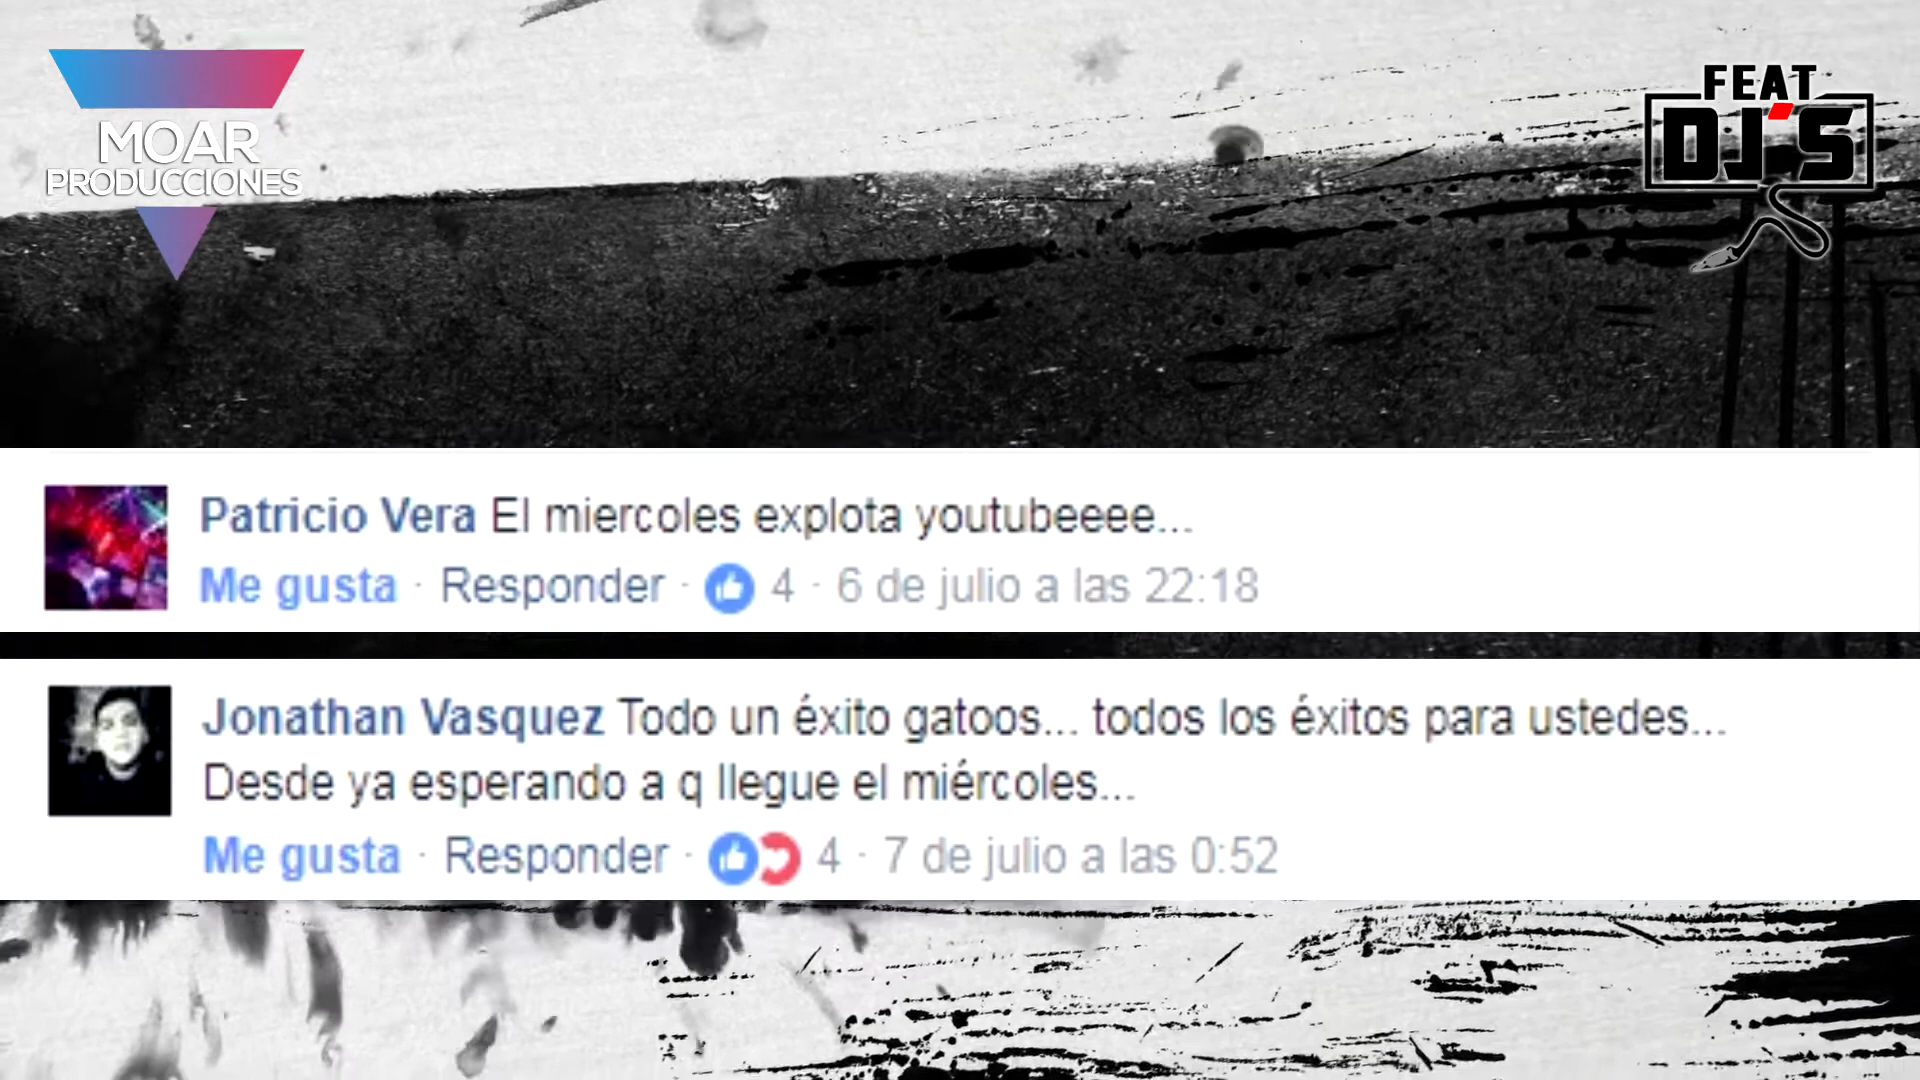 MOAR
PRODUCCIONES
FEAT
DJ'S
Patricio Vera El miercoles explota youtubeeee...
Me gusta · Responder · 4 · 6 de julio a las 22:18
Jonathan Vasquez Todo un éxito gatoos... todos los éxitos para ustedes...
Desde ya esperando a q llegue el miércoles...
Me gusta · Responder · 4 · 7 de julio a las 0:52